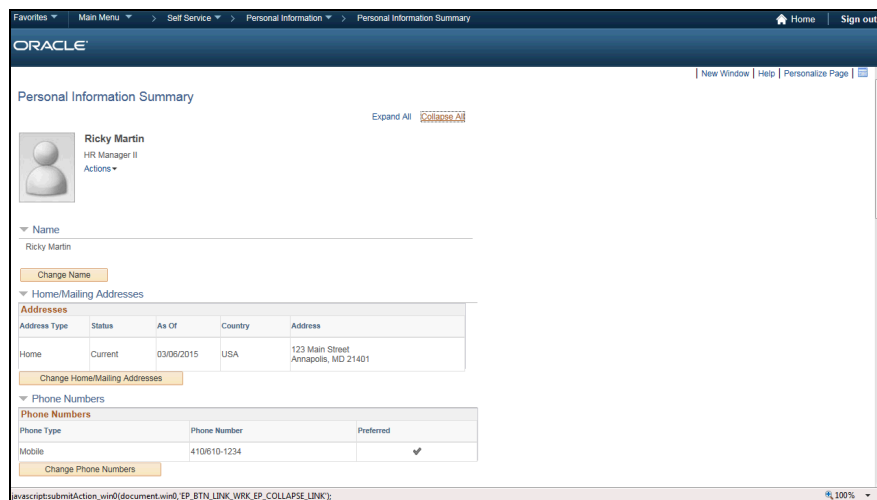 Favorites Main Menu > Self Service > Personal Information > Personal Information Summary Home Sign out
ORACLE
New Window | Help | Personalize Page |
Personal Information Summary
Expand All Collapse All
Ricky Martin
HR Manager II
Actions
Name
Ricky Martin
Change Name
Home/Mailing Addresses
Addresses
Address Type Status As Of Country Address
Home Current 03/06/2015 USA 123 Main Street
Annapolis, MD 21401
Change Home/Mailing Addresses
Phone Numbers
Phone Numbers
Phone Type Phone Number Preferred
Mobile 410/610-1234 ✔
Change Phone Numbers
javascript:submitAction_win0(document.win0,'EP_BTN_LINK_WRK_EP_COLLAPSE_LINK'); 100%